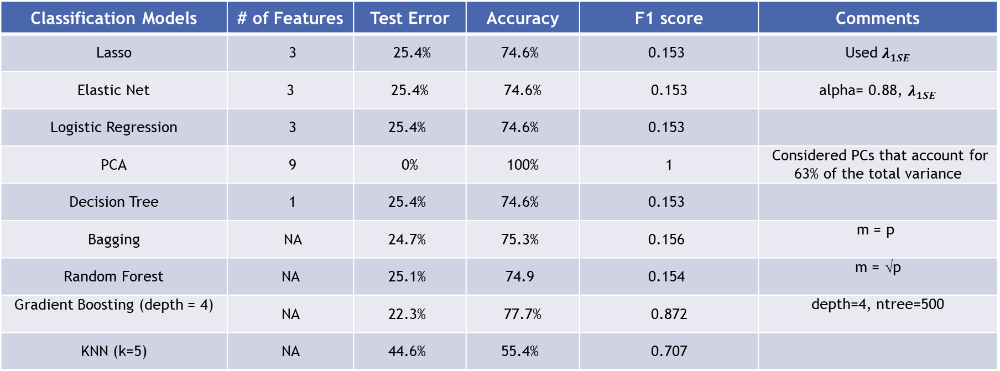 Classification Models # of Features Test Error Accuracy F1 score Comments
Lasso 3 25.4% 74.6% 0.153 Used λ1SE
Elastic Net 3 25.4% 74.6% 0.153 alpha= 0.88, λ1SE
Logistic Regression 3 25.4% 74.6% 0.153
PCA 9 0% 100% 1 Considered PCs that account for
63% of the total variance
Decision Tree 1 25.4% 74.6% 0.153
Bagging NA 24.7% 75.3% 0.156 m = p
Random Forest NA 25.1% 74.9 0.154 m = √p
Gradient Boosting (depth = 4) NA 22.3% 77.7% 0.872 depth=4, ntree=500
KNN (k=5) NA 44.6% 55.4% 0.707